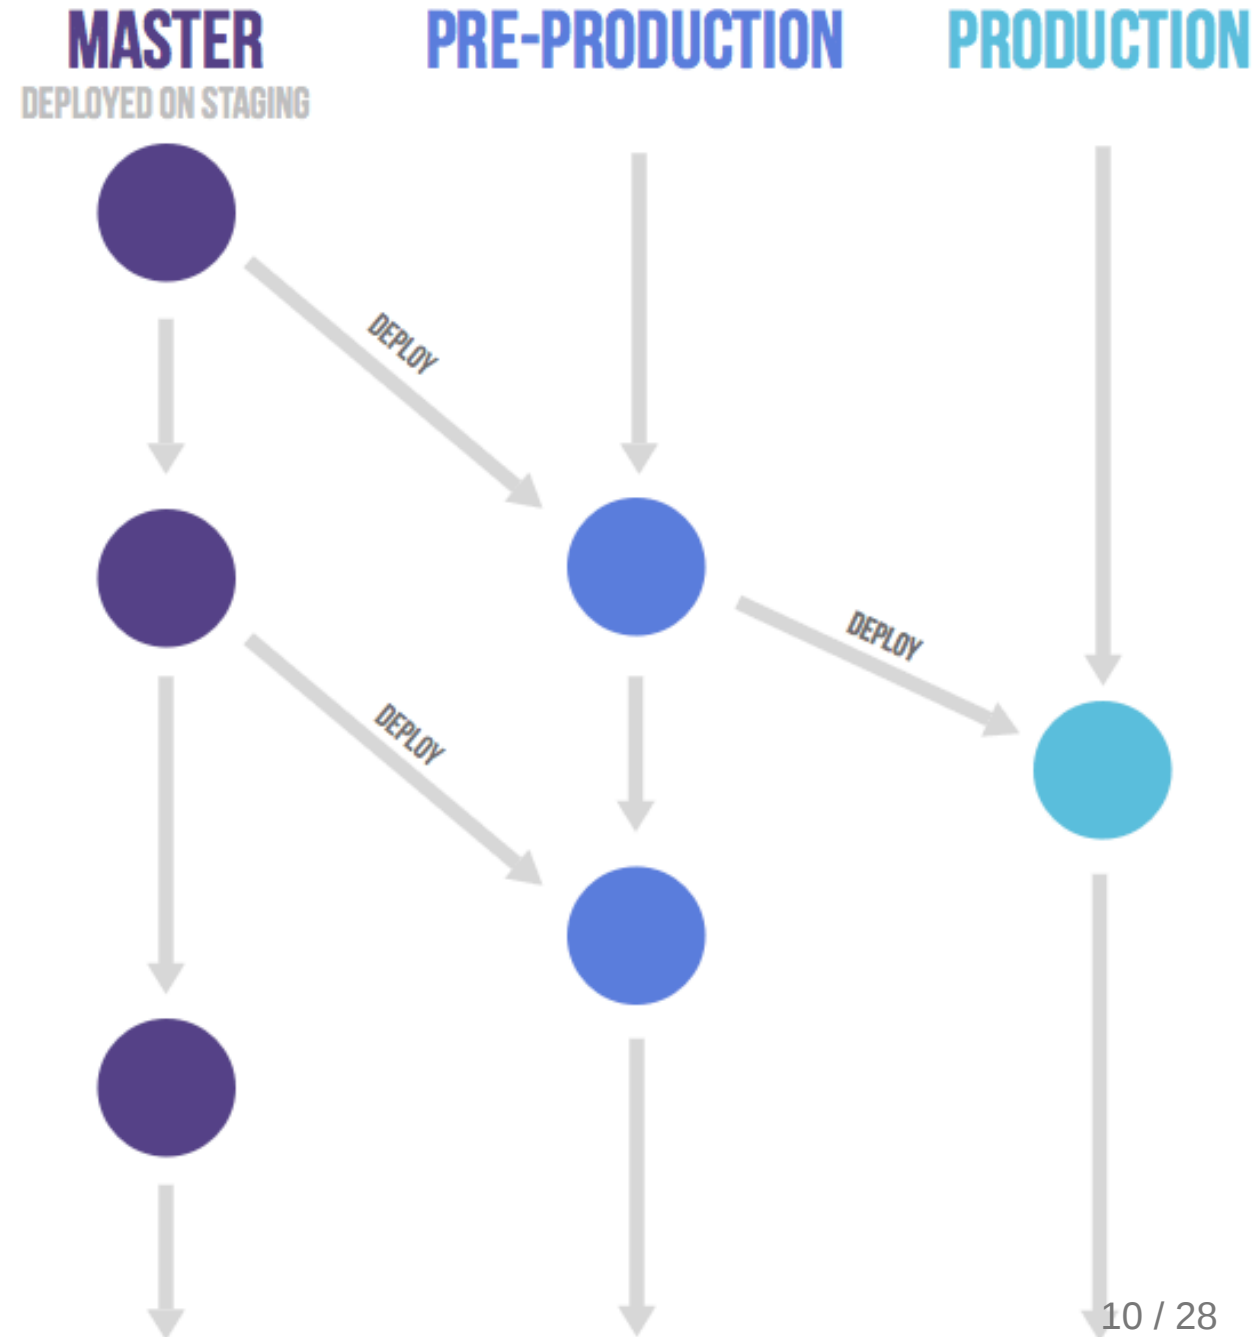 MASTER
DEPLOYED ON STAGING
PRE-PRODUCTION
PRODUCTION
DEPLOY
DEPLOY
DEPLOY
10 / 28